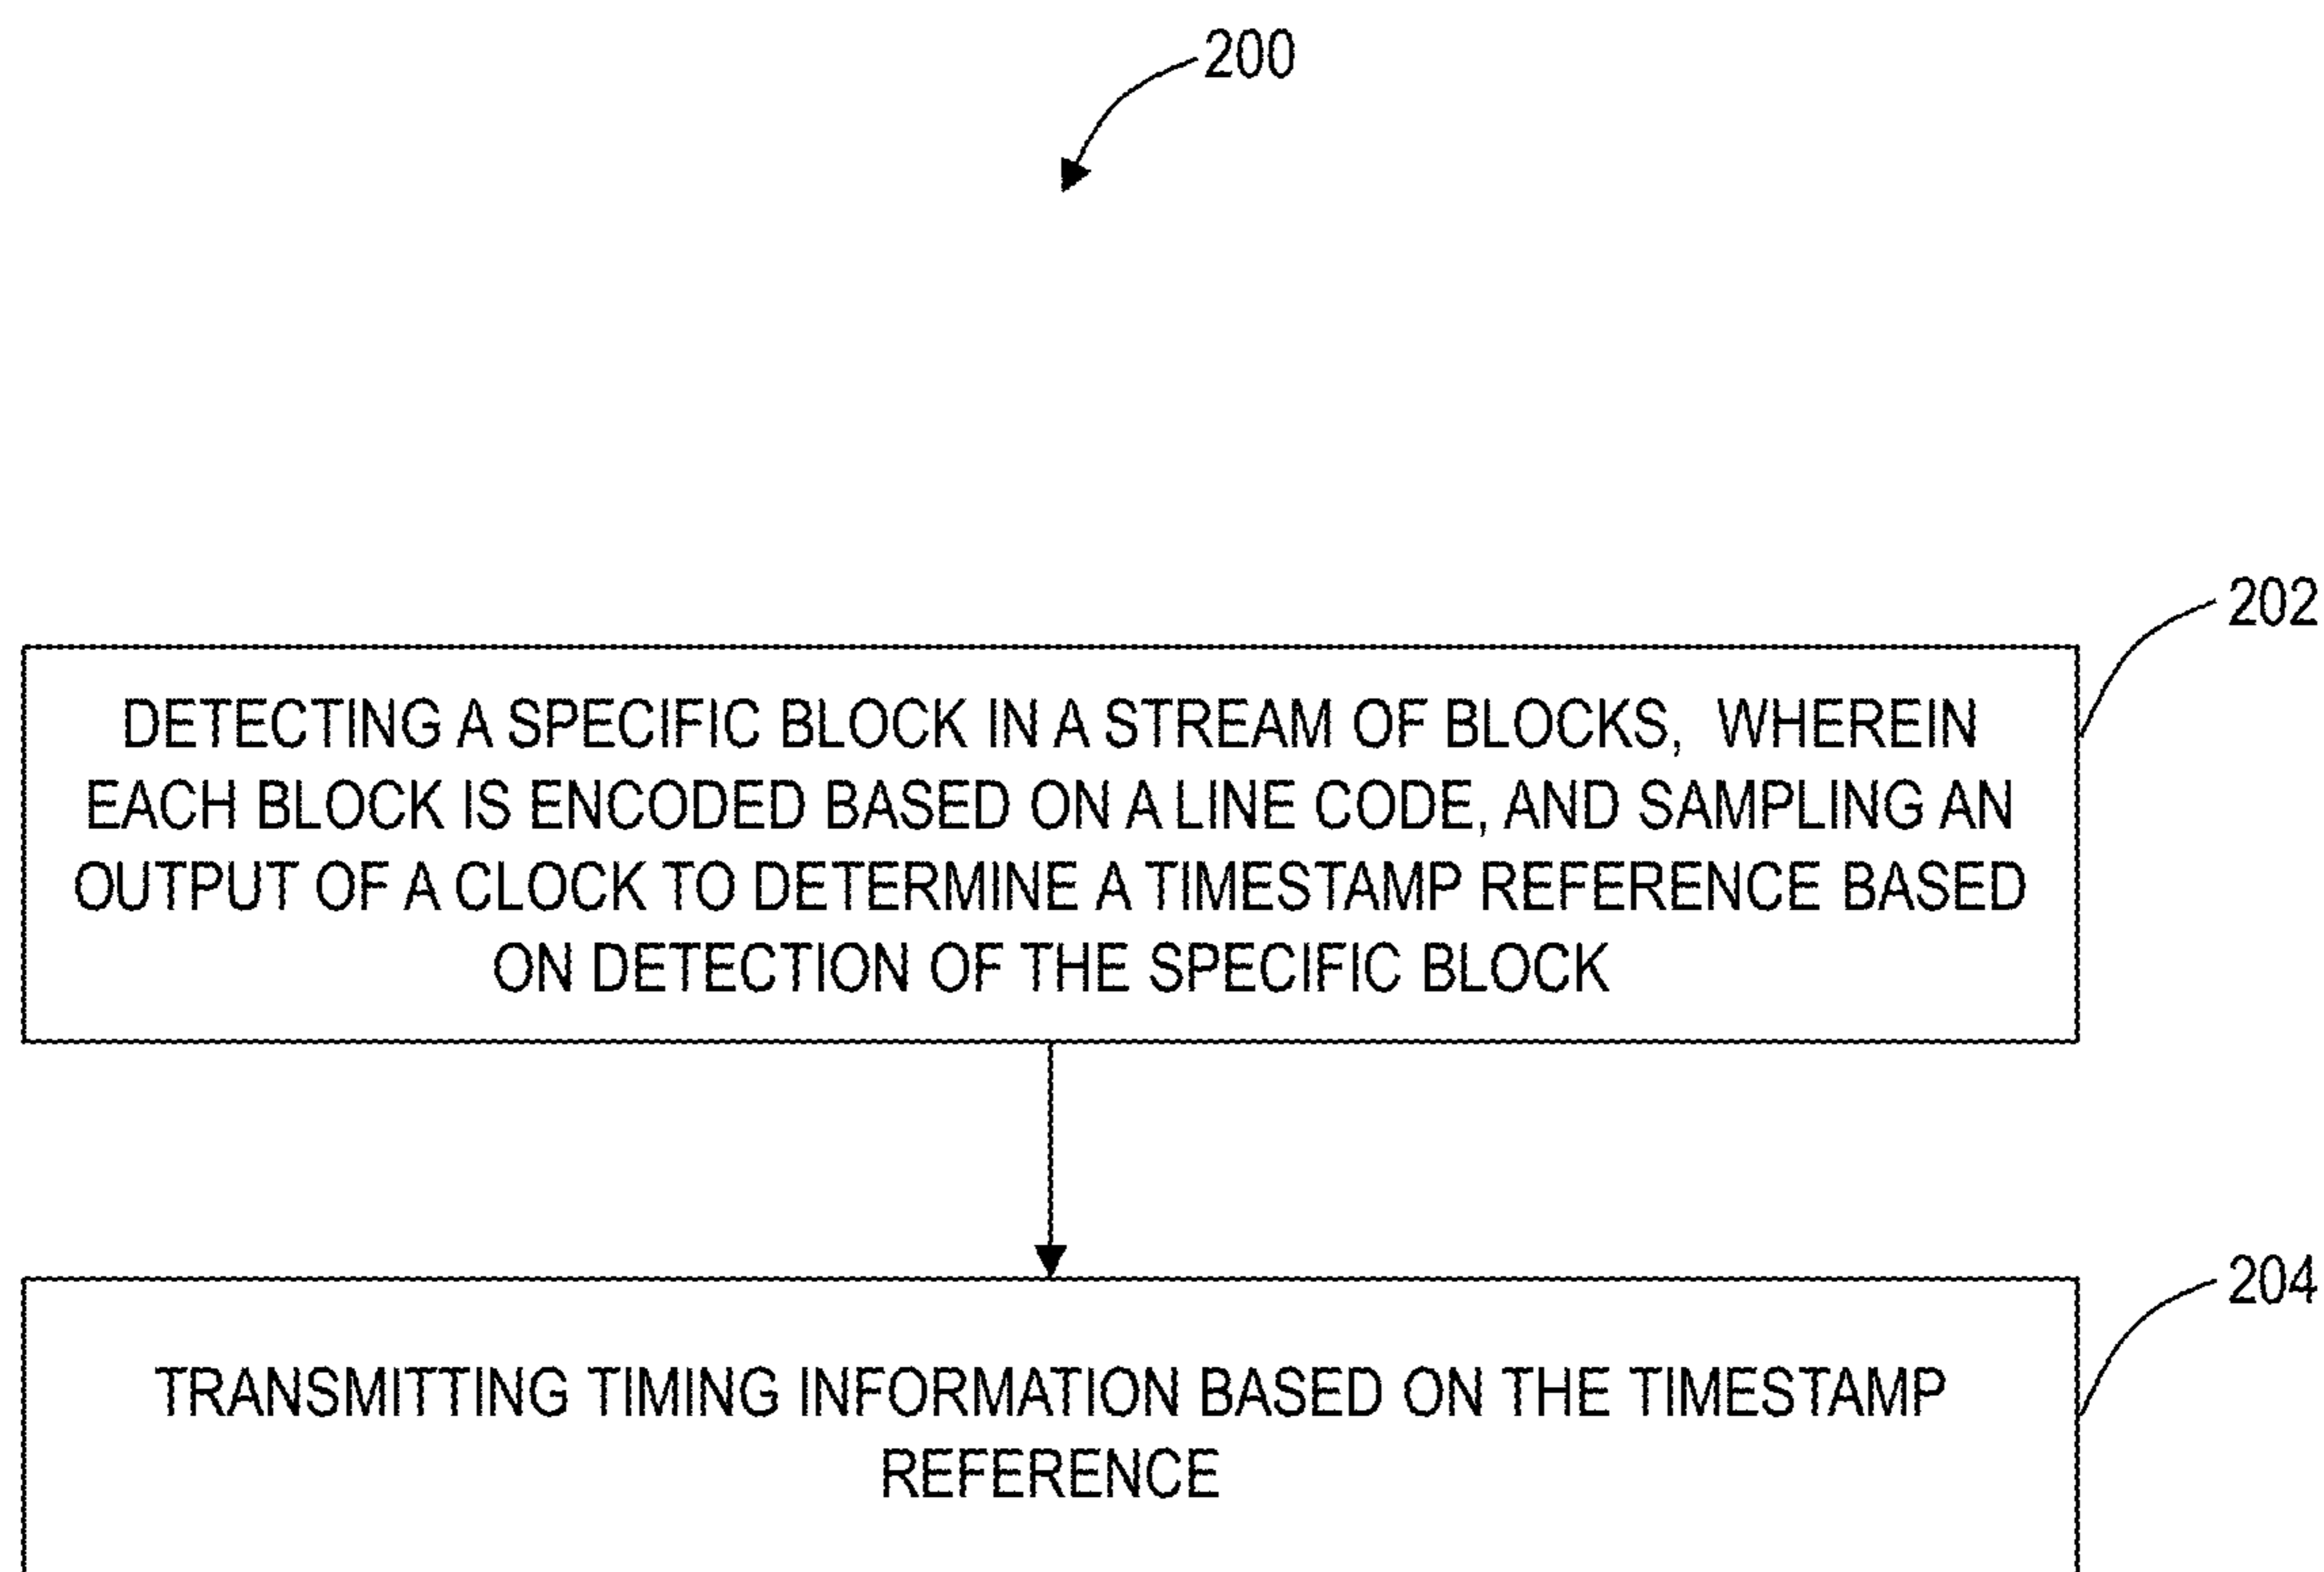 200
202
DETECTING A SPECIFIC BLOCK IN A STREAM OF BLOCKS, WHEREIN
EACH BLOCK IS ENCODED BASED ON A LINE CODE, AND SAMPLING AN
OUTPUT OF A CLOCK TO DETERMINE A TIMESTAMP REFERENCE BASED
ON DETECTION OF THE SPECIFIC BLOCK
204
TRANSMITTING TIMING INFORMATION BASED ON THE TIMESTAMP
REFERENCE